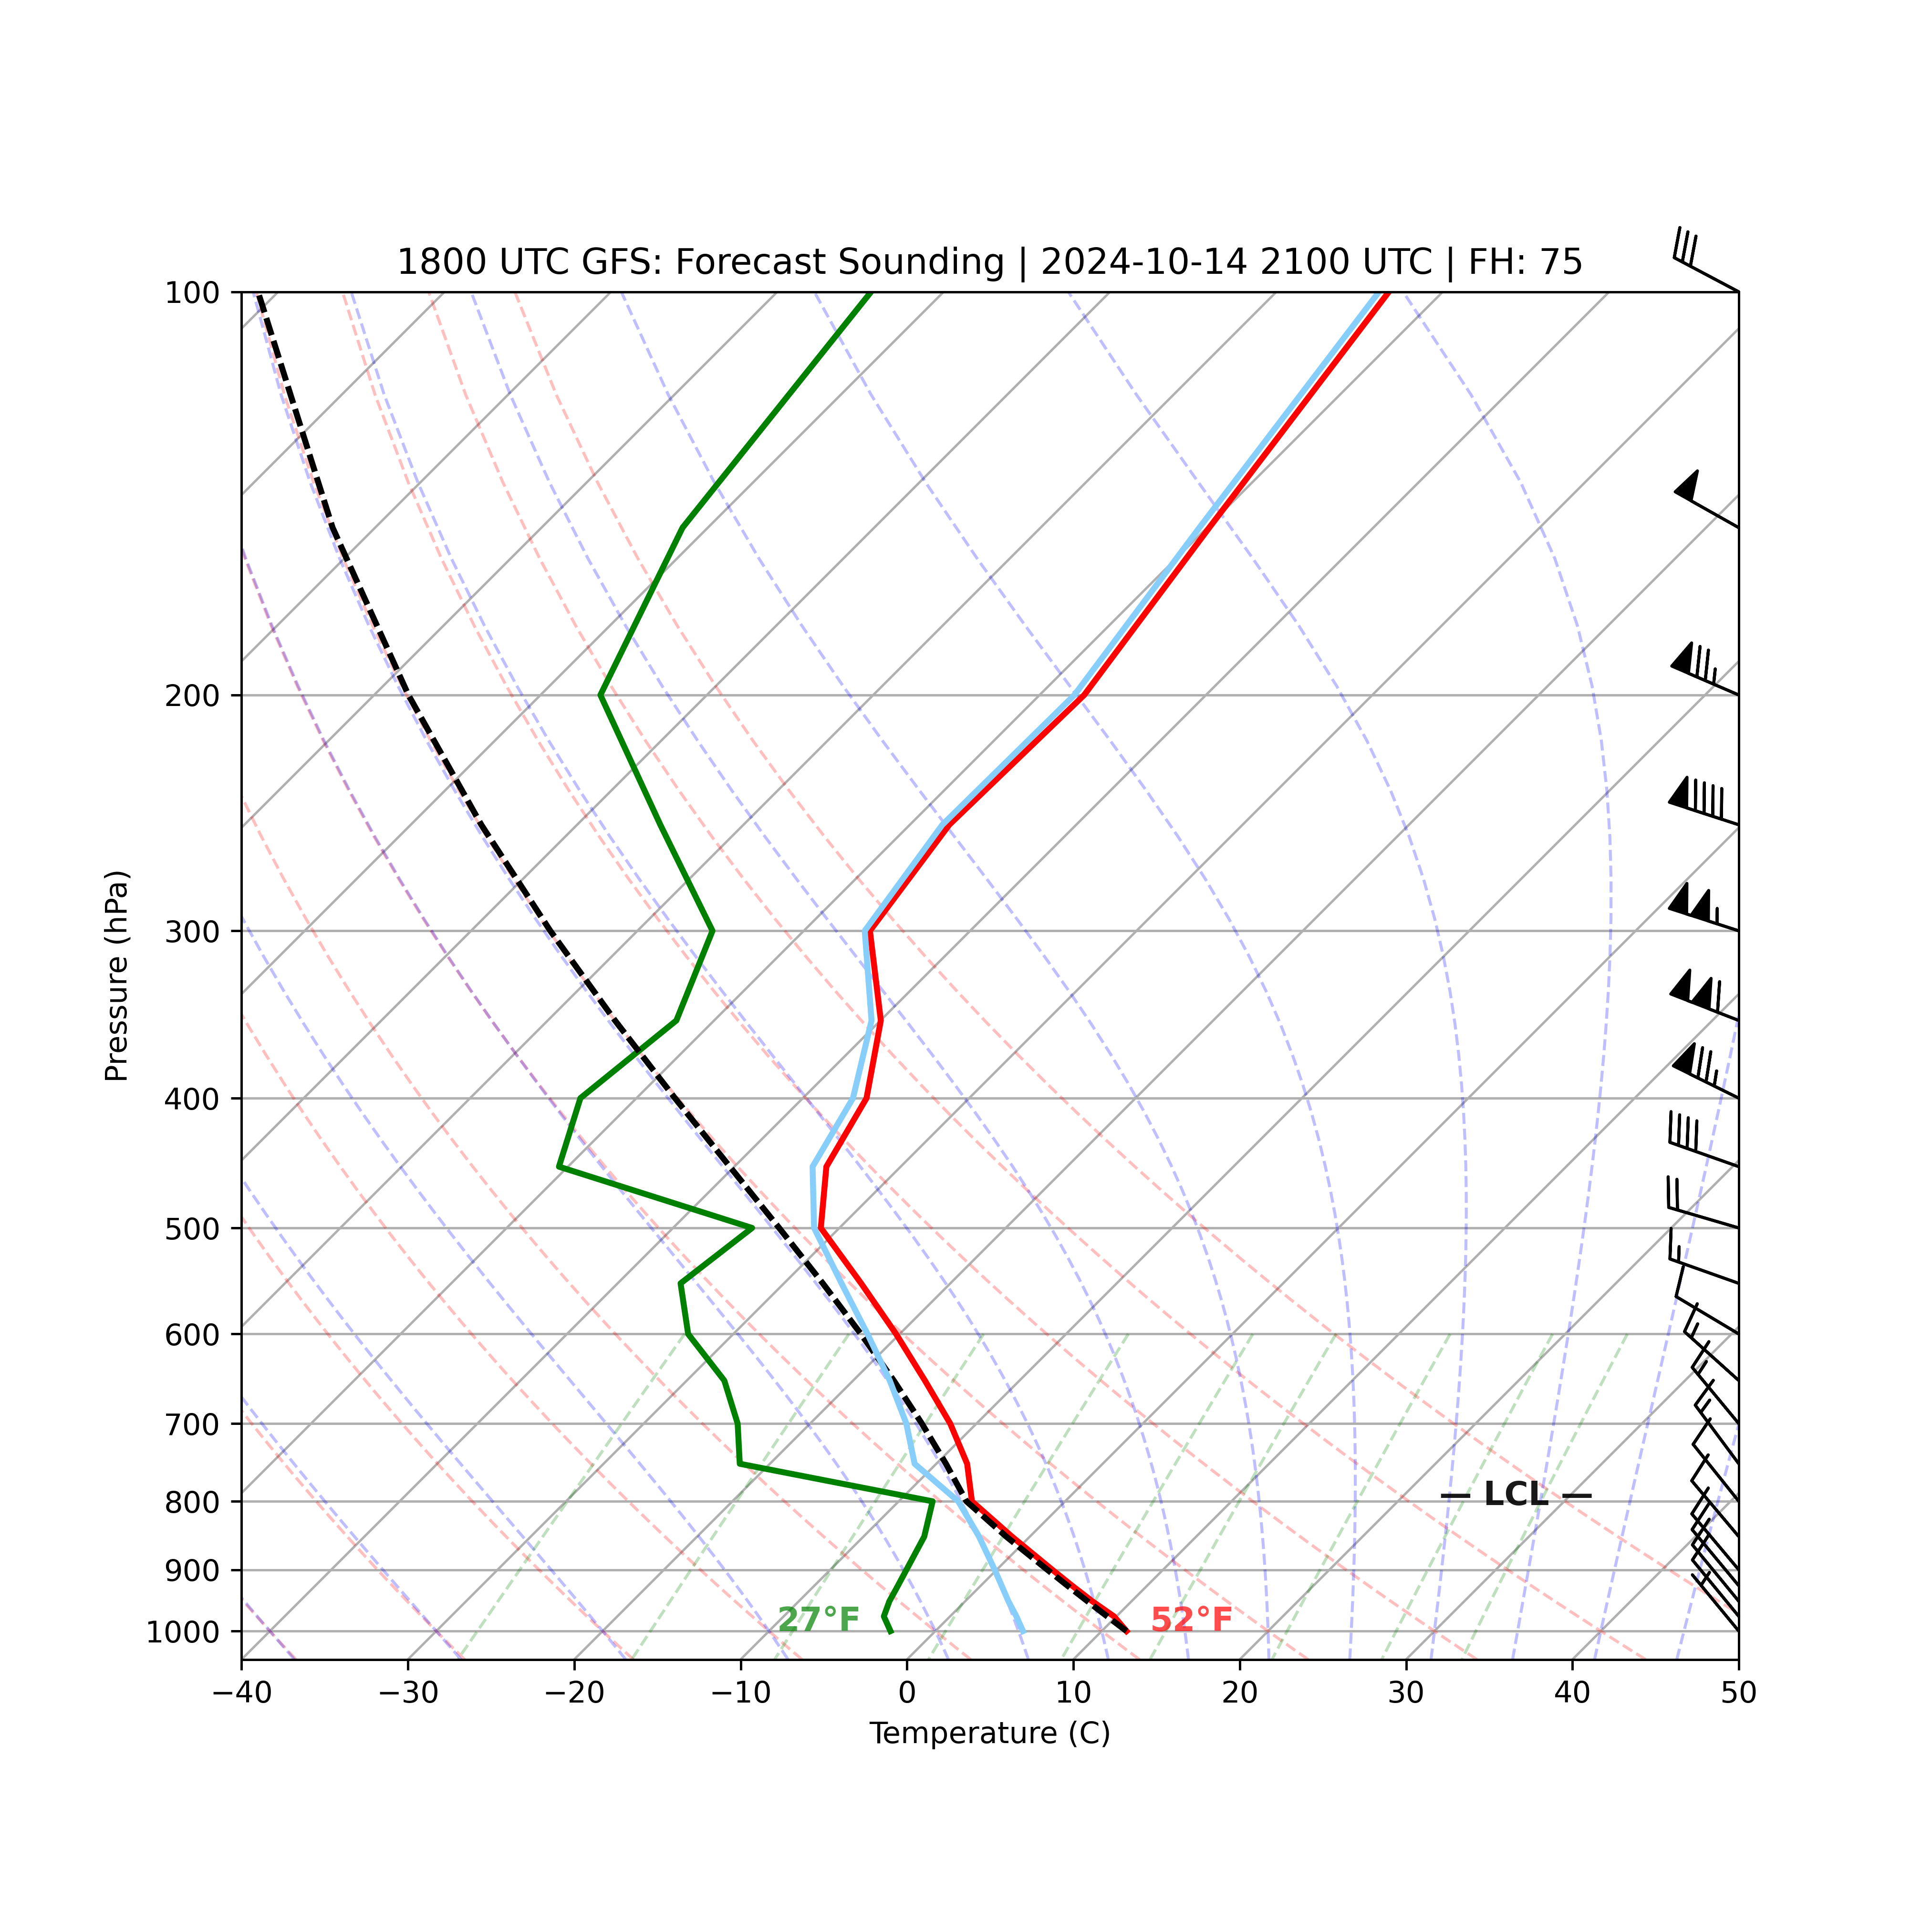 1800 UTC GFS: Forecast Sounding | 2024-10-14 2100 UTC | FH: 75
100
200
300
400
500
600
700
800
900
1000
Pressure (hPa)
— LCL —
27°F
52°F
−40 −30 −20 −10 0 10 20 30 40 50
Temperature (C)